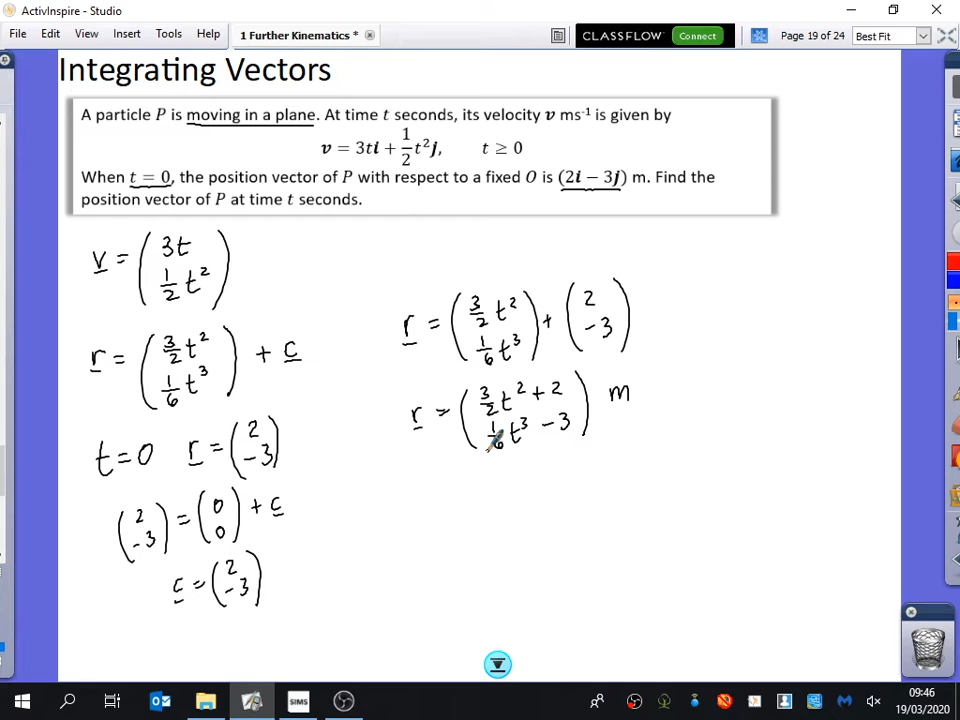 ActivInspire - Studio
File Edit View Insert Tools Help
1 Further Kinematics *
CLASSFLOW Connect
Page 19 of 24
Best Fit
Integrating Vectors
A particle P is moving in a plane. At time t seconds, its velocity v ms⁻¹ is given by
v = 3ti + 1/2 t²j, t ≥ 0
When t = 0, the position vector of P with respect to a fixed O is (2i − 3j) m. Find the
position vector of P at time t seconds.
v = (3t
1/2 t²)
r = (3/2 t²
1/6 t³) + c
t=0 r = (2
-3)
(2
-3) = (0
0) + c
c = (2
-3)
r = (3/2 t²
1/6 t³) + (2
-3)
r = (3/2 t² + 2
1/6 t³ - 3) m
SIMS
09:46
19/03/2020